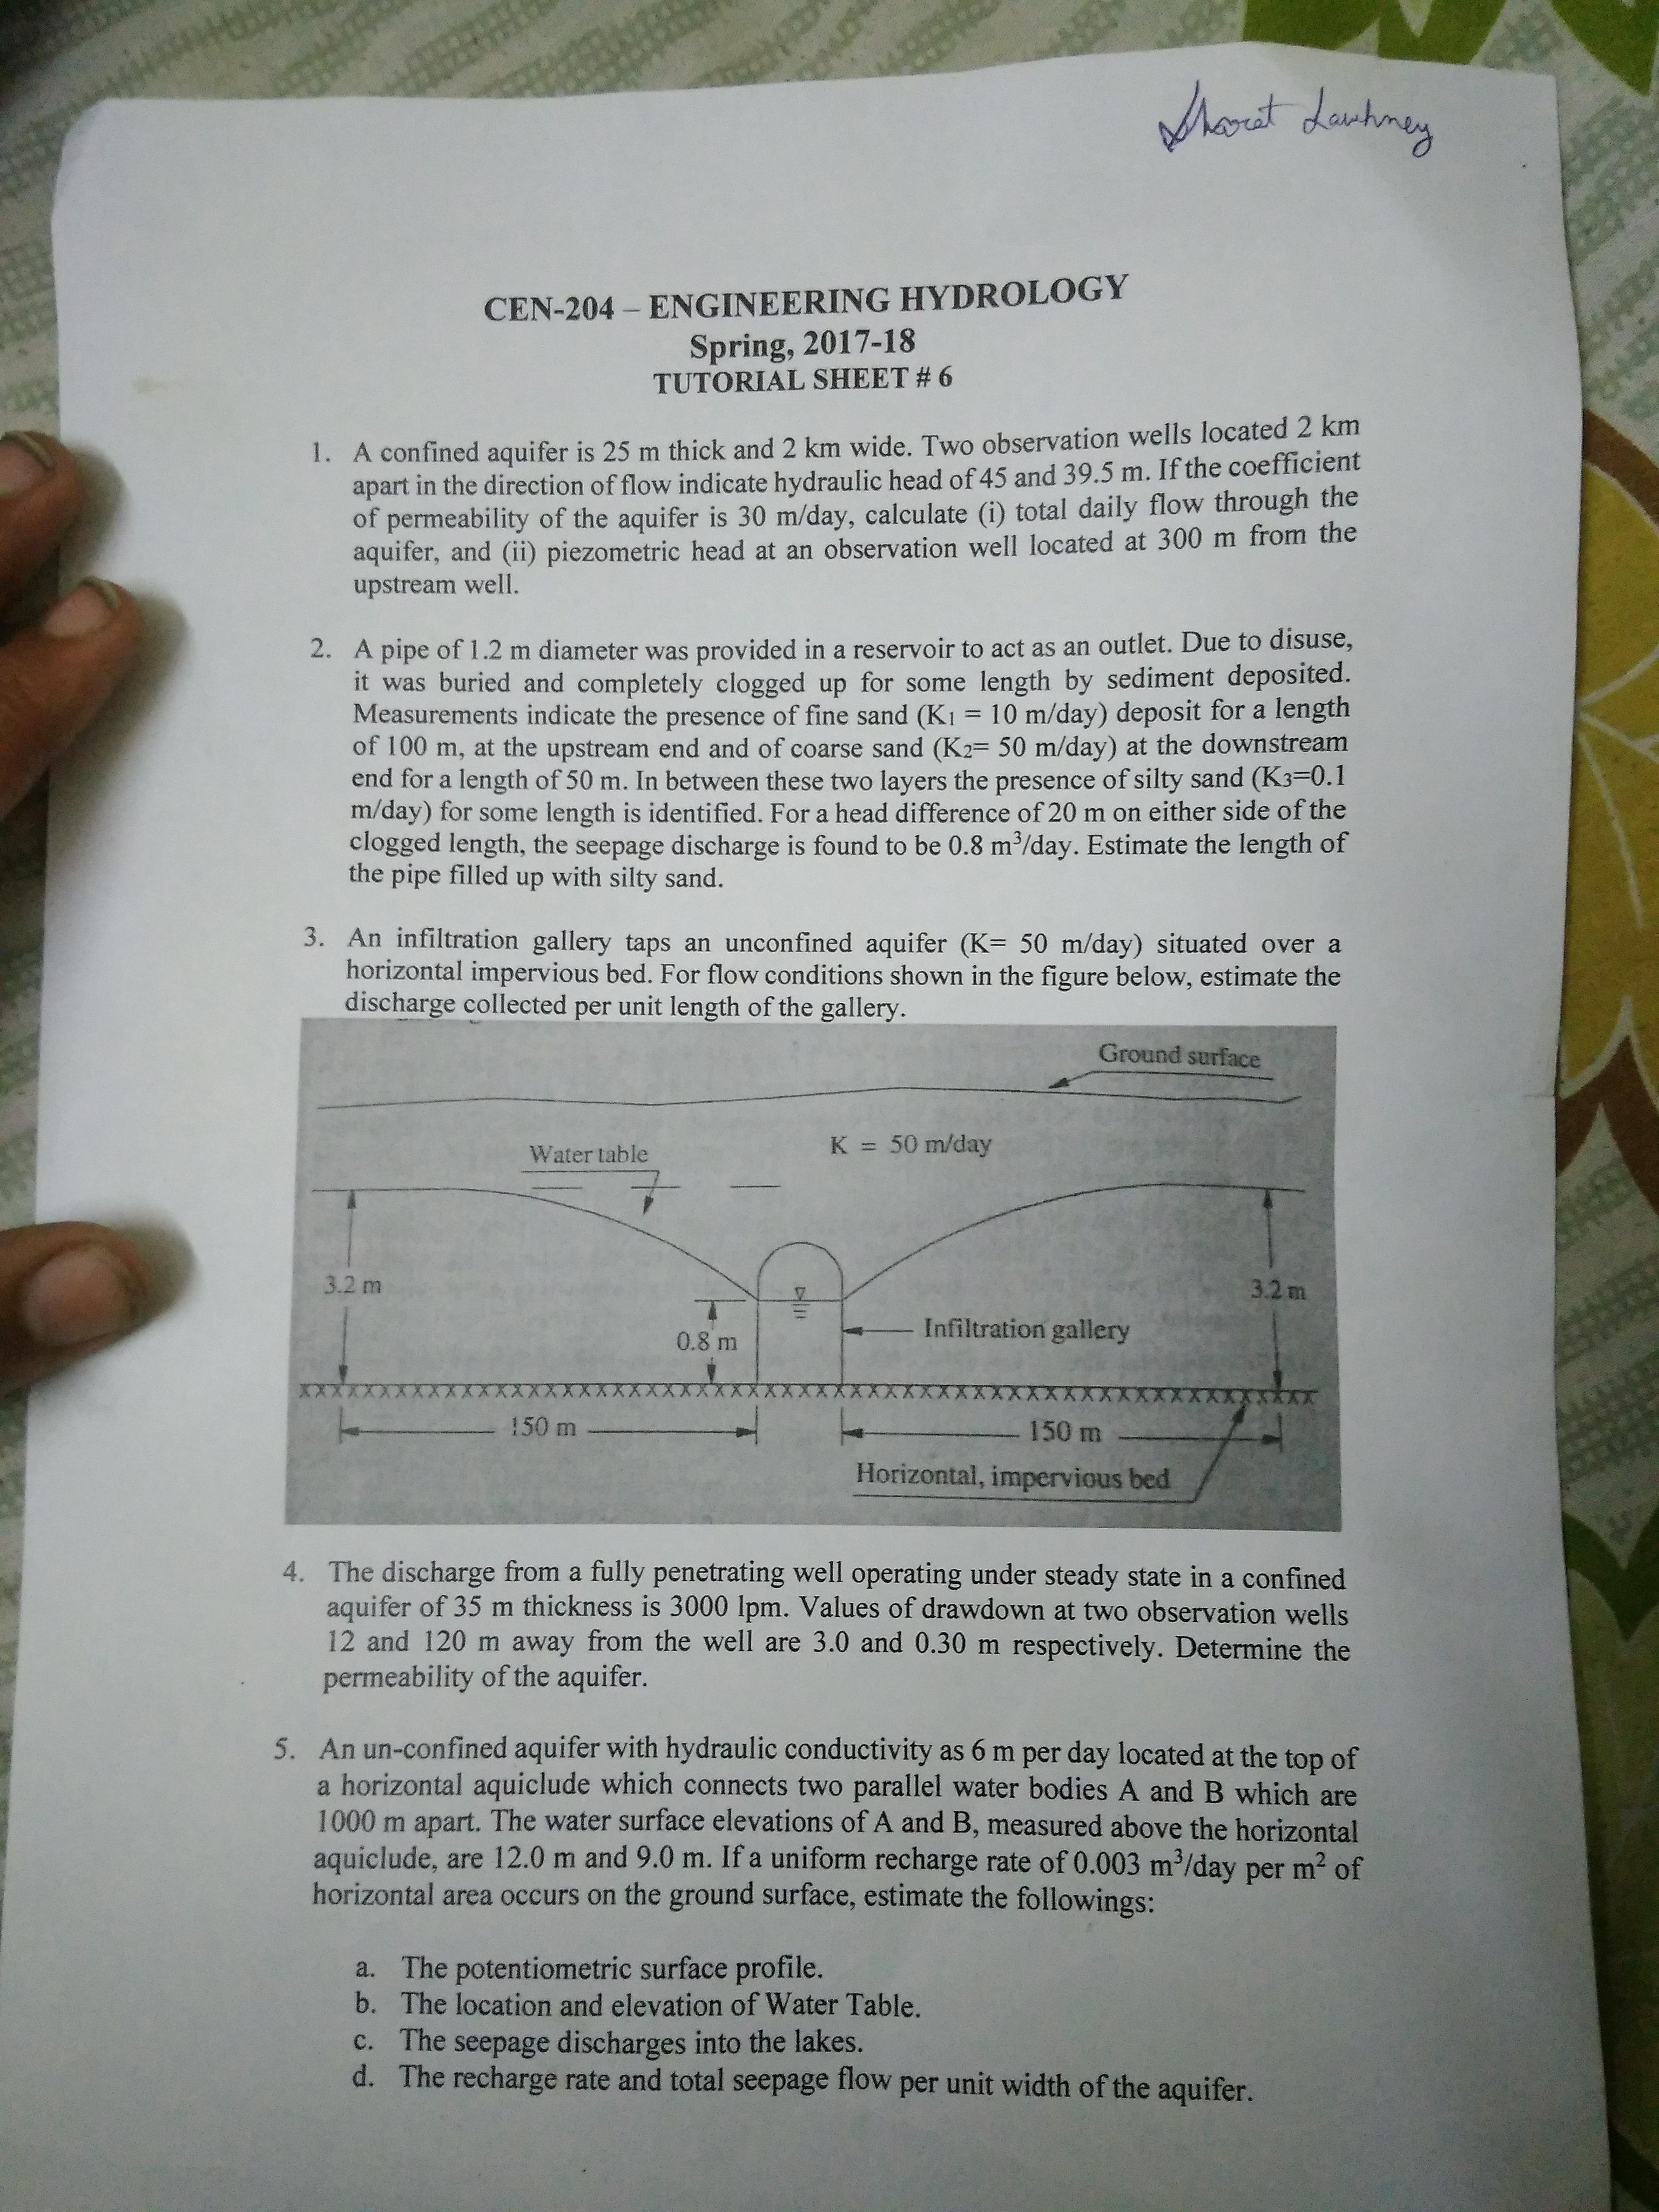 CEN-204 – ENGINEERING HYDROLOGY
Spring, 2017-18
TUTORIAL SHEET # 6
1. A confined aquifer is 25 m thick and 2 km wide. Two observation wells located 2 km
apart in the direction of flow indicate hydraulic head of 45 and 39.5 m. If the coefficient
of permeability of the aquifer is 30 m/day, calculate (i) total daily flow through the
aquifer, and (ii) piezometric head at an observation well located at 300 m from the
upstream well.
2. A pipe of 1.2 m diameter was provided in a reservoir to act as an outlet. Due to disuse,
it was buried and completely clogged up for some length by sediment deposited.
Measurements indicate the presence of fine sand (K1 = 10 m/day) deposit for a length
of 100 m, at the upstream end and of coarse sand (K2= 50 m/day) at the downstream
end for a length of 50 m. In between these two layers the presence of silty sand (K3=0.1
m/day) for some length is identified. For a head difference of 20 m on either side of the
clogged length, the seepage discharge is found to be 0.8 m³/day. Estimate the length of
the pipe filled up with silty sand.
3. An infiltration gallery taps an unconfined aquifer (K= 50 m/day) situated over a
horizontal impervious bed. For flow conditions shown in the figure below, estimate the
discharge collected per unit length of the gallery.
Ground surface
Water table
K = 50 m/day
3.2 m
3.2 m
0.8 m
Infiltration gallery
150 m
150 m
Horizontal, impervious bed
4. The discharge from a fully penetrating well operating under steady state in a confined
aquifer of 35 m thickness is 3000 lpm. Values of drawdown at two observation wells
12 and 120 m away from the well are 3.0 and 0.30 m respectively. Determine the
permeability of the aquifer.
5. An un-confined aquifer with hydraulic conductivity as 6 m per day located at the top of
a horizontal aquiclude which connects two parallel water bodies A and B which are
1000 m apart. The water surface elevations of A and B, measured above the horizontal
aquiclude, are 12.0 m and 9.0 m. If a uniform recharge rate of 0.003 m³/day per m² of
horizontal area occurs on the ground surface, estimate the followings:
a. The potentiometric surface profile.
b. The location and elevation of Water Table.
c. The seepage discharges into the lakes.
d. The recharge rate and total seepage flow per unit width of the aquifer.